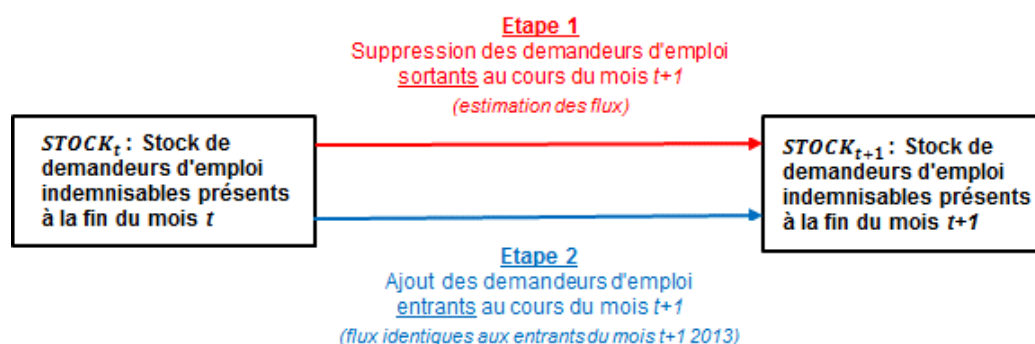 Etape 1
Suppression des demandeurs d'emploi
sortants au cours du mois t+1
(estimation des flux)
STOCKₜ : Stock de
demandeurs d'emploi
indemnisables présents
à la fin du mois t
STOCKₜ₊₁ : Stock de
demandeurs d'emploi
indemnisables présents
à la fin du mois t+1
Etape 2
Ajout des demandeurs d'emploi
entrants au cours du mois t+1
(flux identiques aux entrants du mois t+1 2013)